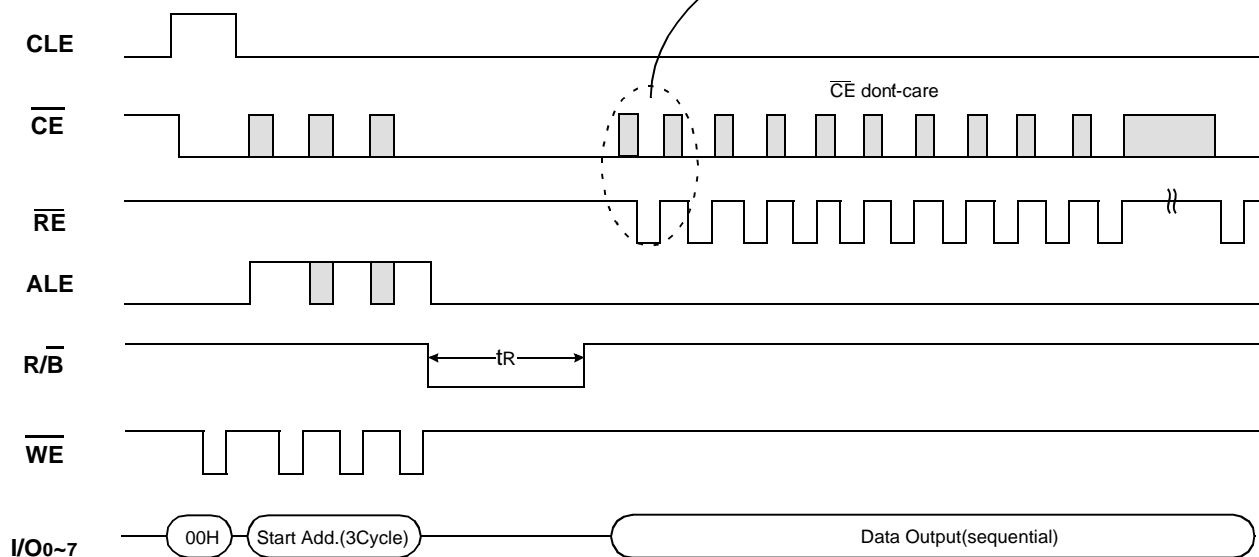 CLE
CE dont-care
CE
RE
ALE
R/B
tR
WE
I/O0~7
00H
Start Add.(3Cycle)
Data Output(sequential)